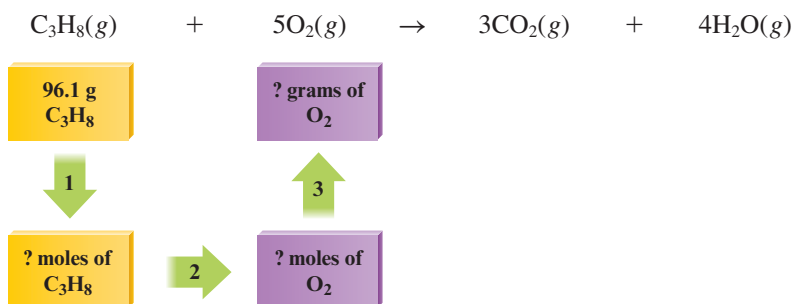 C₃H₈(g) + 5O₂(g) → 3CO₂(g) + 4H₂O(g)
96.1 g
C₃H₈
? grams of
O₂
1
3
? moles of
C₃H₈
2
? moles of
O₂